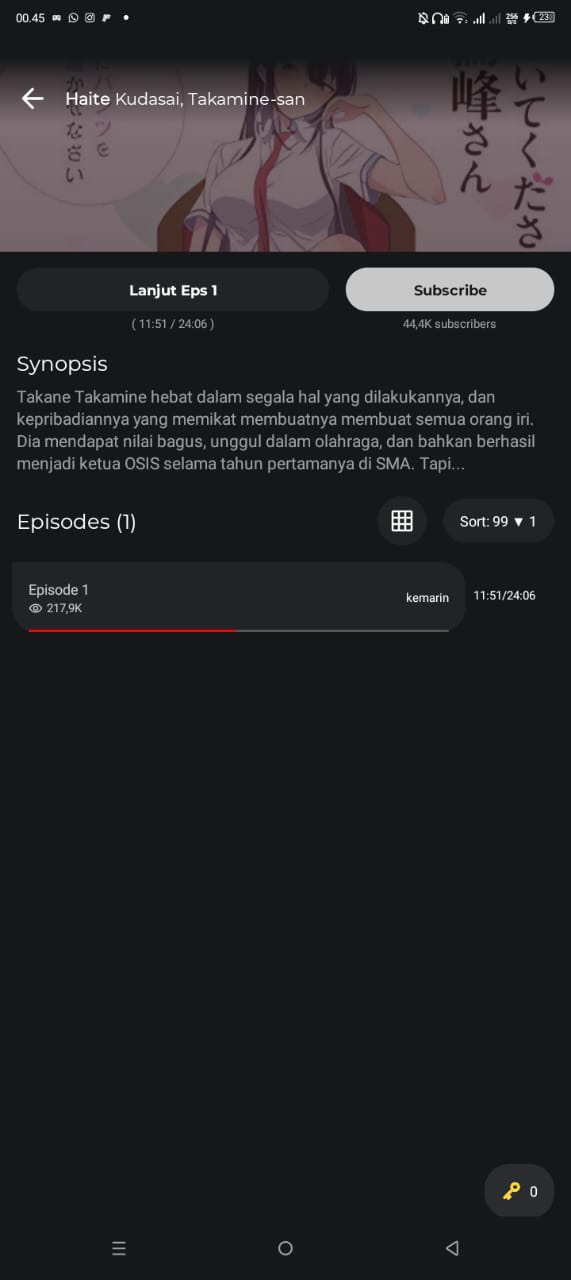 00.45
256 B/S
23
いてくださ
鷹峰さん
Haite Kudasai, Takamine-san
Lanjut Eps 1
Subscribe
( 11:51 / 24:06 )
44,4K subscribers
Synopsis
Takane Takamine hebat dalam segala hal yang dilakukannya, dan
kepribadiannya yang memikat membuatnya membuat semua orang iri.
Dia mendapat nilai bagus, unggul dalam olahraga, dan bahkan berhasil
menjadi ketua OSIS selama tahun pertamanya di SMA. Tapi...
Episodes (1)
Sort: 99 ▼ 1
Episode 1
217,9K
kemarin
11:51/24:06
0